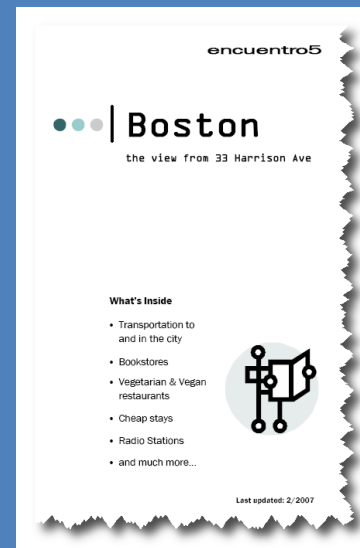 encuentro5
Boston
the view from 33 Harrison Ave
What's Inside
• Transportation to
and in the city
• Bookstores
• Vegetarian & Vegan
restaurants
• Cheap stays
• Radio Stations
• and much more...
Last updated: 2/2007